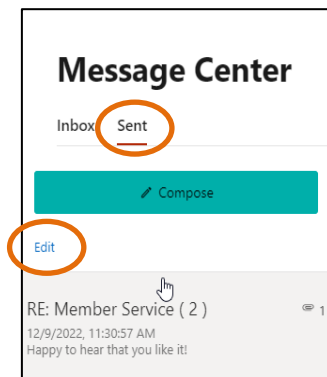 Message Center
Inbox Sent
Compose
Edit
RE: Member Service ( 2 ) 1
12/9/2022, 11:30:57 AM
Happy to hear that you like it!